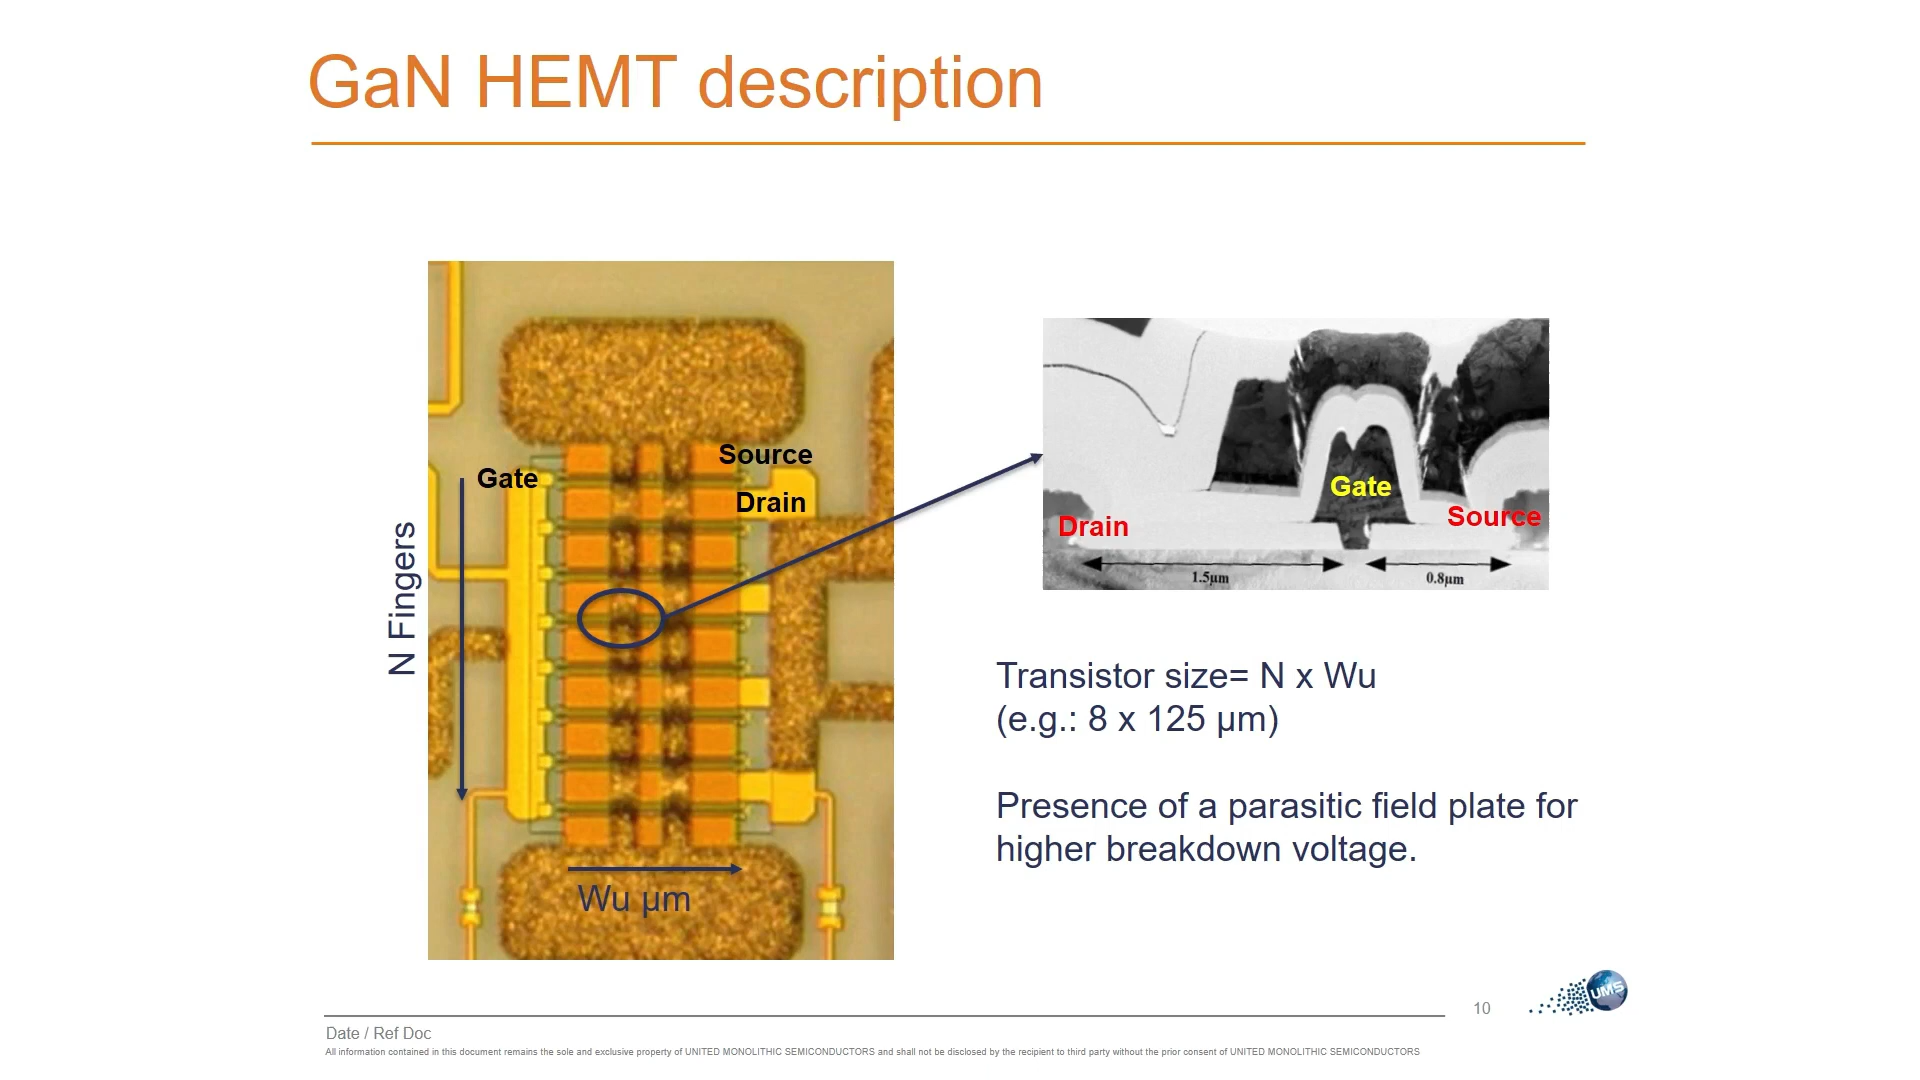 GaN HEMT description
Source
Gate
Drain
N Fingers
Wu µm
Gate
Drain
Source
1.5µm
0.8µm
Transistor size= N x Wu
(e.g.: 8 x 125 µm)
Presence of a parasitic field plate for
higher breakdown voltage.
10
UMS
Date / Ref Doc
All information contained in this document remains the sole and exclusive property of UNITED MONOLITHIC SEMICONDUCTORS and shall not be disclosed by the recipient to third party without the prior consent of UNITED MONOLITHIC SEMICONDUCTORS